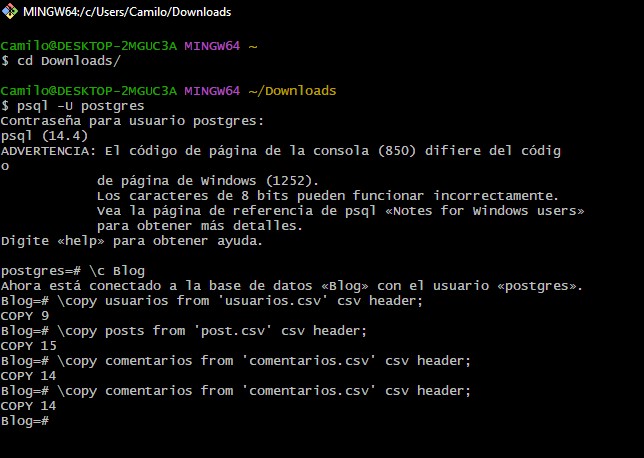 MINGW64:/c/Users/Camilo/Downloads
Camilo@DESKTOP-2MGUC3A MINGW64 ~
$ cd Downloads/
Camilo@DESKTOP-2MGUC3A MINGW64 ~/Downloads
$ psql -U postgres
Contraseña para usuario postgres:
psql (14.4)
ADVERTENCIA: El código de página de la consola (850) difiere del códig
o
de página de Windows (1252).
Los caracteres de 8 bits pueden funcionar incorrectamente.
Vea la página de referencia de psql «Notes for Windows users»
para obtener más detalles.
Digite «help» para obtener ayuda.
postgres=# \c Blog
Ahora está conectado a la base de datos «Blog» con el usuario «postgres».
Blog=# \copy usuarios from 'usuarios.csv' csv header;
COPY 9
Blog=# \copy posts from 'post.csv' csv header;
COPY 15
Blog=# \copy comentarios from 'comentarios.csv' csv header;
COPY 14
Blog=# \copy comentarios from 'comentarios.csv' csv header;
COPY 14
Blog=#